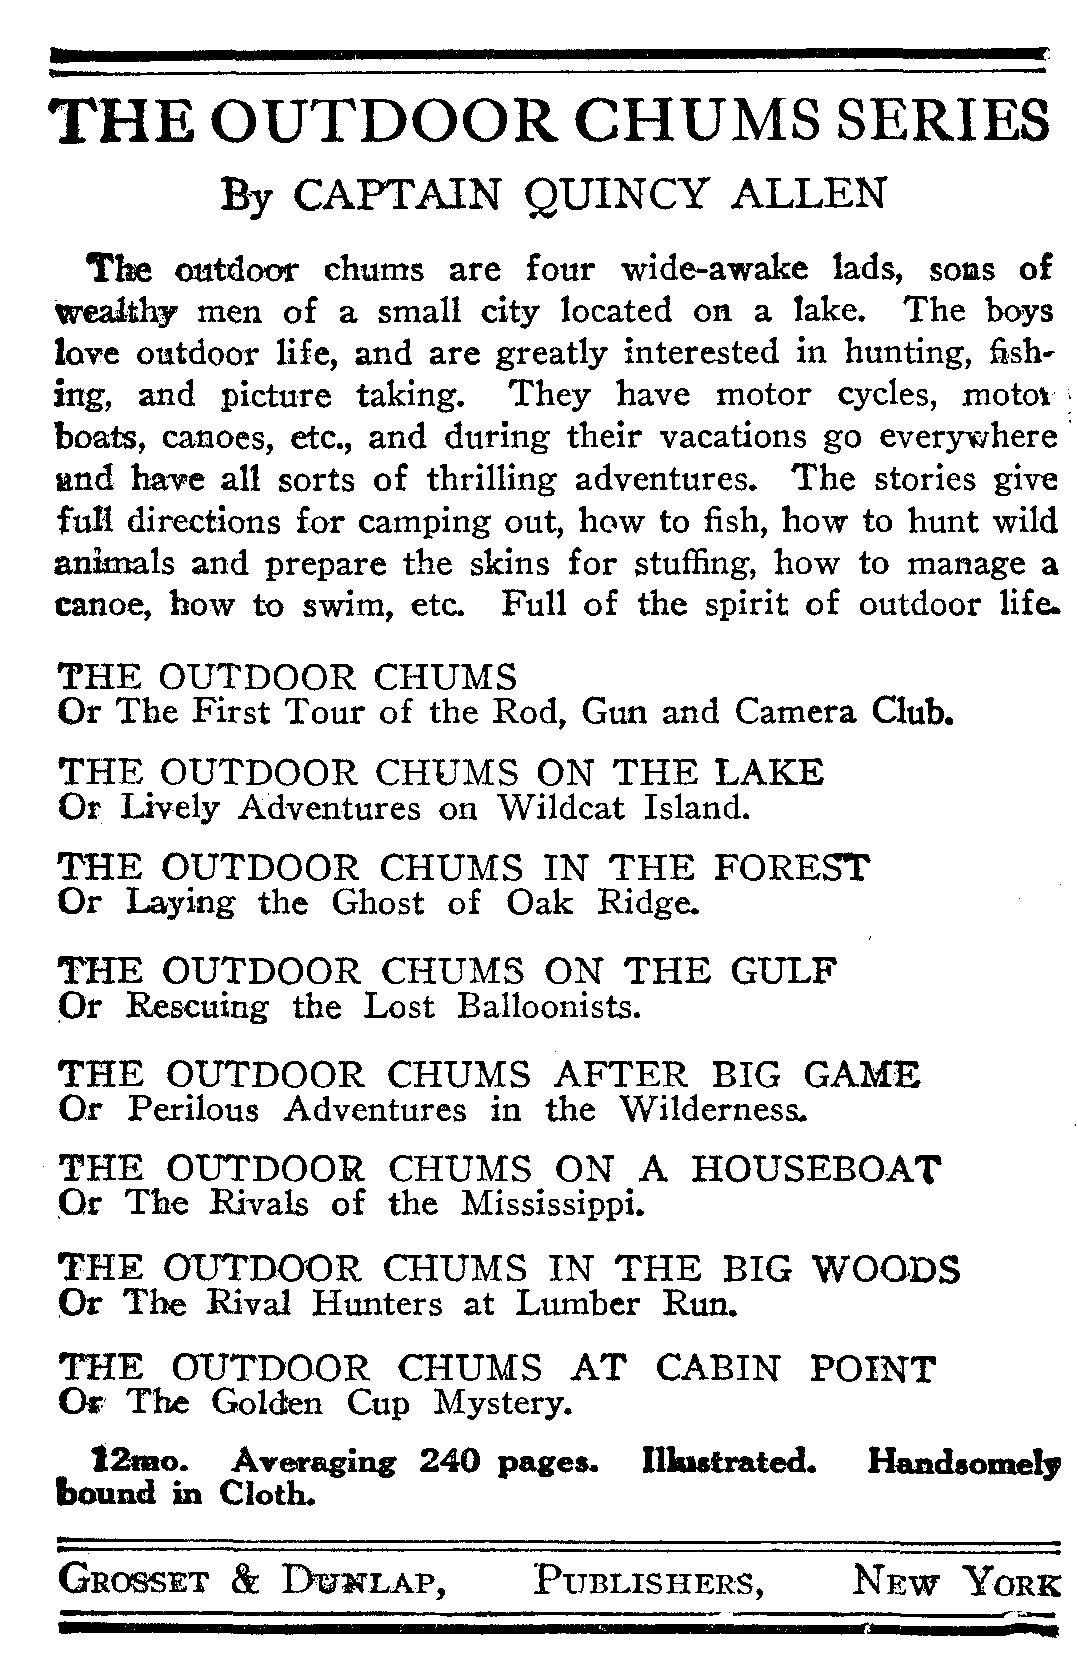 THE OUTDOOR CHUMS SERIES
By CAPTAIN QUINCY ALLEN
The outdoor chums are four wide-awake lads, sons of
wealthy men of a small city located on a lake. The boys
love outdoor life, and are greatly interested in hunting, fish-
ing, and picture taking. They have motor cycles, motor
boats, canoes, etc., and during their vacations go everywhere
and have all sorts of thrilling adventures. The stories give
full directions for camping out, how to fish, how to hunt wild
animals and prepare the skins for stuffing, how to manage a
canoe, how to swim, etc. Full of the spirit of outdoor life.
THE OUTDOOR CHUMS
Or The First Tour of the Rod, Gun and Camera Club.
THE OUTDOOR CHUMS ON THE LAKE
Or Lively Adventures on Wildcat Island.
THE OUTDOOR CHUMS IN THE FOREST
Or Laying the Ghost of Oak Ridge.
THE OUTDOOR CHUMS ON THE GULF
Or Rescuing the Lost Balloonists.
THE OUTDOOR CHUMS AFTER BIG GAME
Or Perilous Adventures in the Wilderness.
THE OUTDOOR CHUMS ON A HOUSEBOAT
Or The Rivals of the Mississippi.
THE OUTDOOR CHUMS IN THE BIG WOODS
Or The Rival Hunters at Lumber Run.
THE OUTDOOR CHUMS AT CABIN POINT
Or The Golden Cup Mystery.
12mo. Averaging 240 pages. Illustrated. Handsomely
bound in Cloth.
GROSSET & DUNLAP, PUBLISHERS, NEW YORK